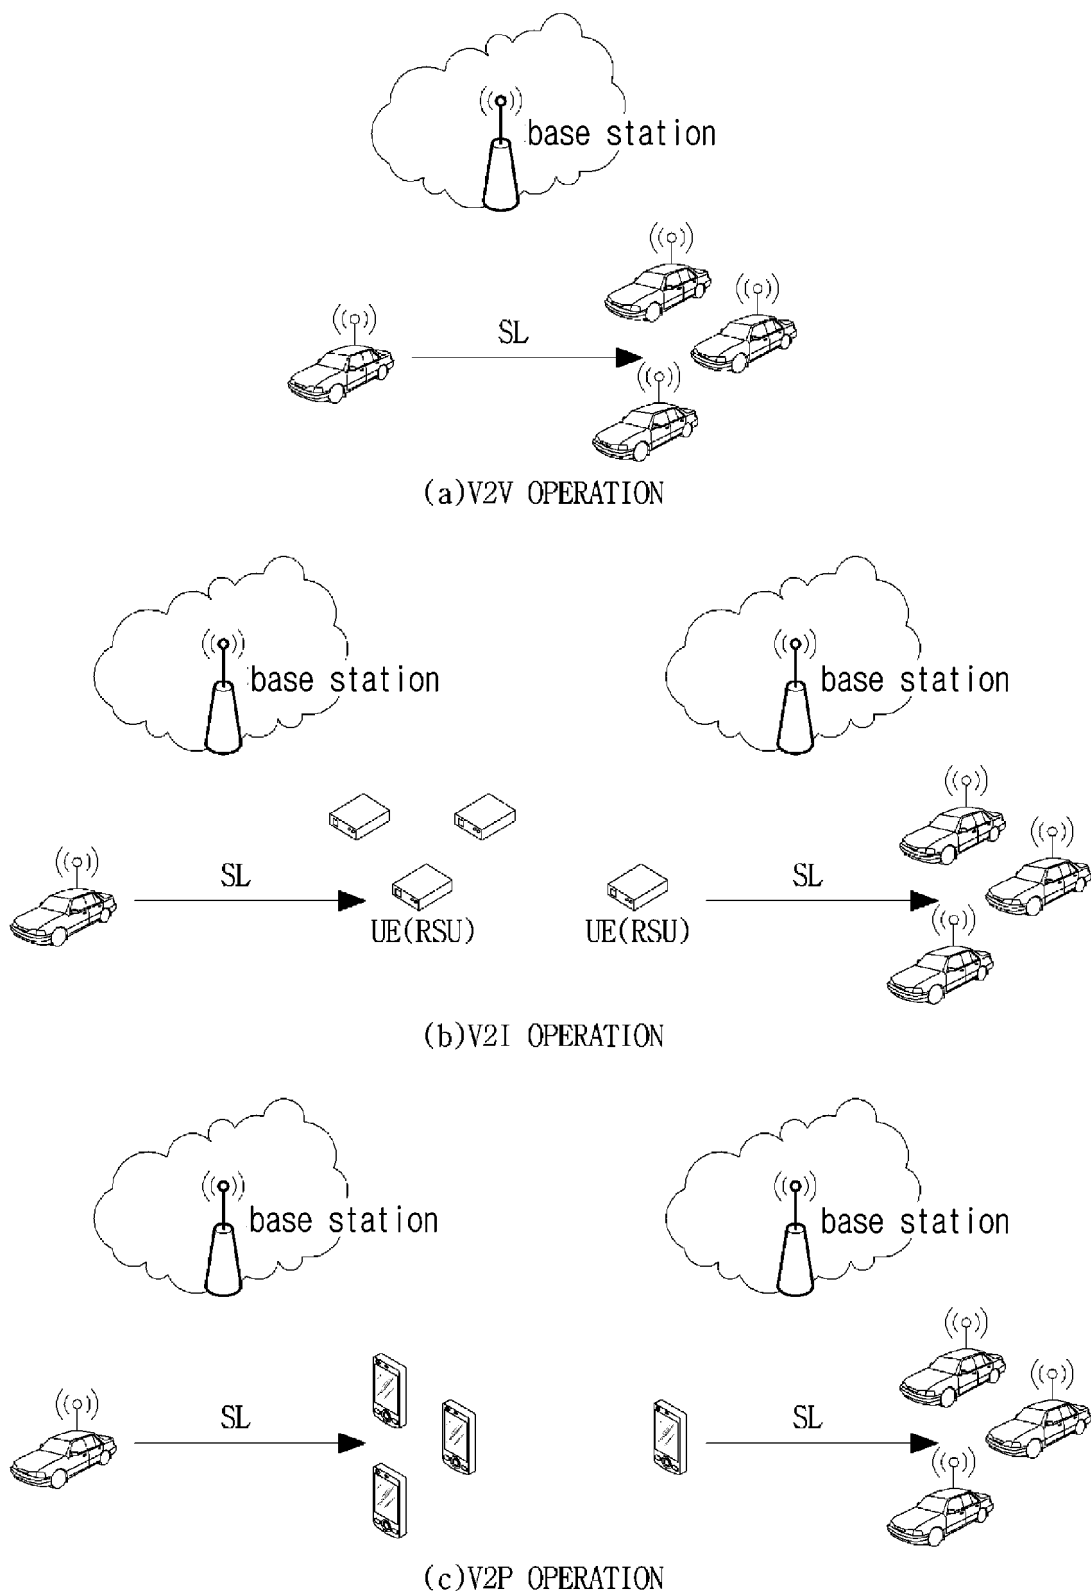 base station
SL
(a)V2V OPERATION
base station
base station
SL
UE(RSU)
UE(RSU)
SL
(b)V2I OPERATION
base station
base station
SL
SL
(c)V2P OPERATION